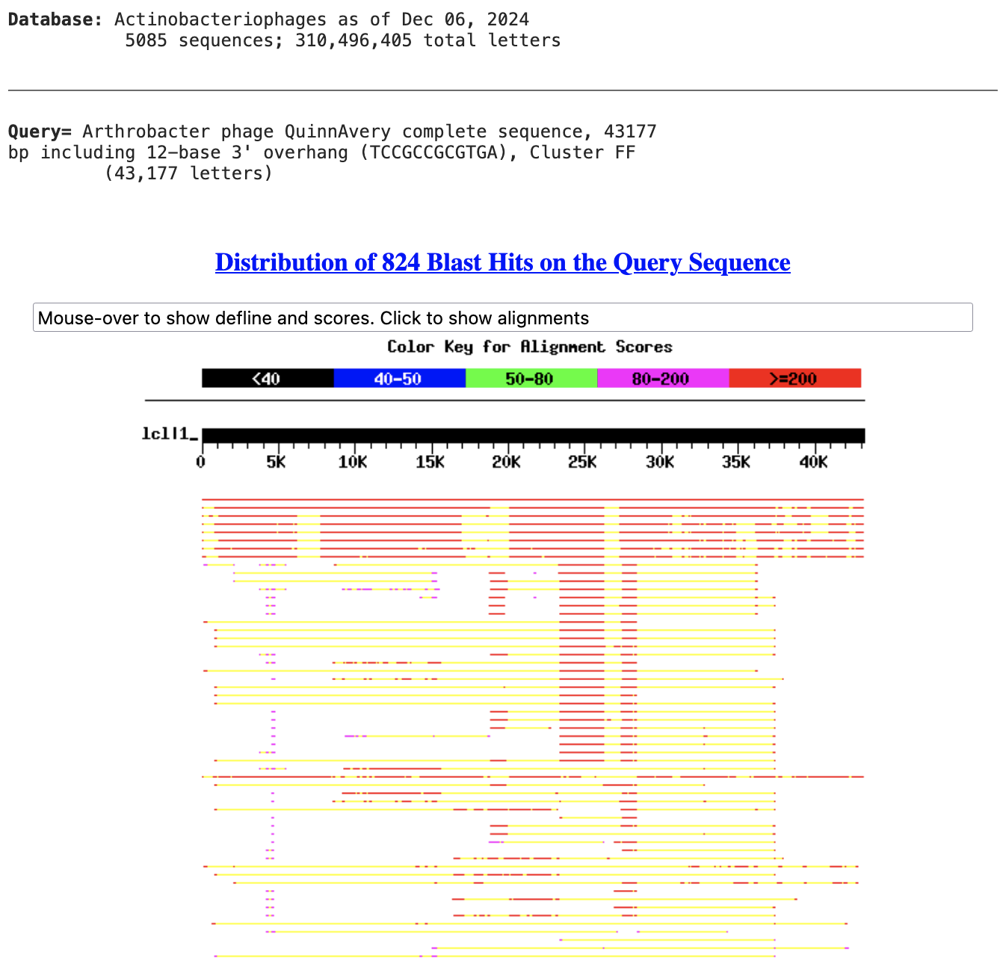 Database: Actinobacteriophages as of Dec 06, 2024
5085 sequences; 310,496,405 total letters
Query= Arthrobacter phage QuinnAvery complete sequence, 43177
bp including 12-base 3' overhang (TCCGCCGCGTGA), Cluster FF
(43,177 letters)
Distribution of 824 Blast Hits on the Query Sequence
Mouse-over to show defline and scores. Click to show alignments
Color Key for Alignment Scores
<40 40-50 50-80 80-200 >=200
lcl|1_
0 5K 10K 15K 20K 25K 30K 35K 40K